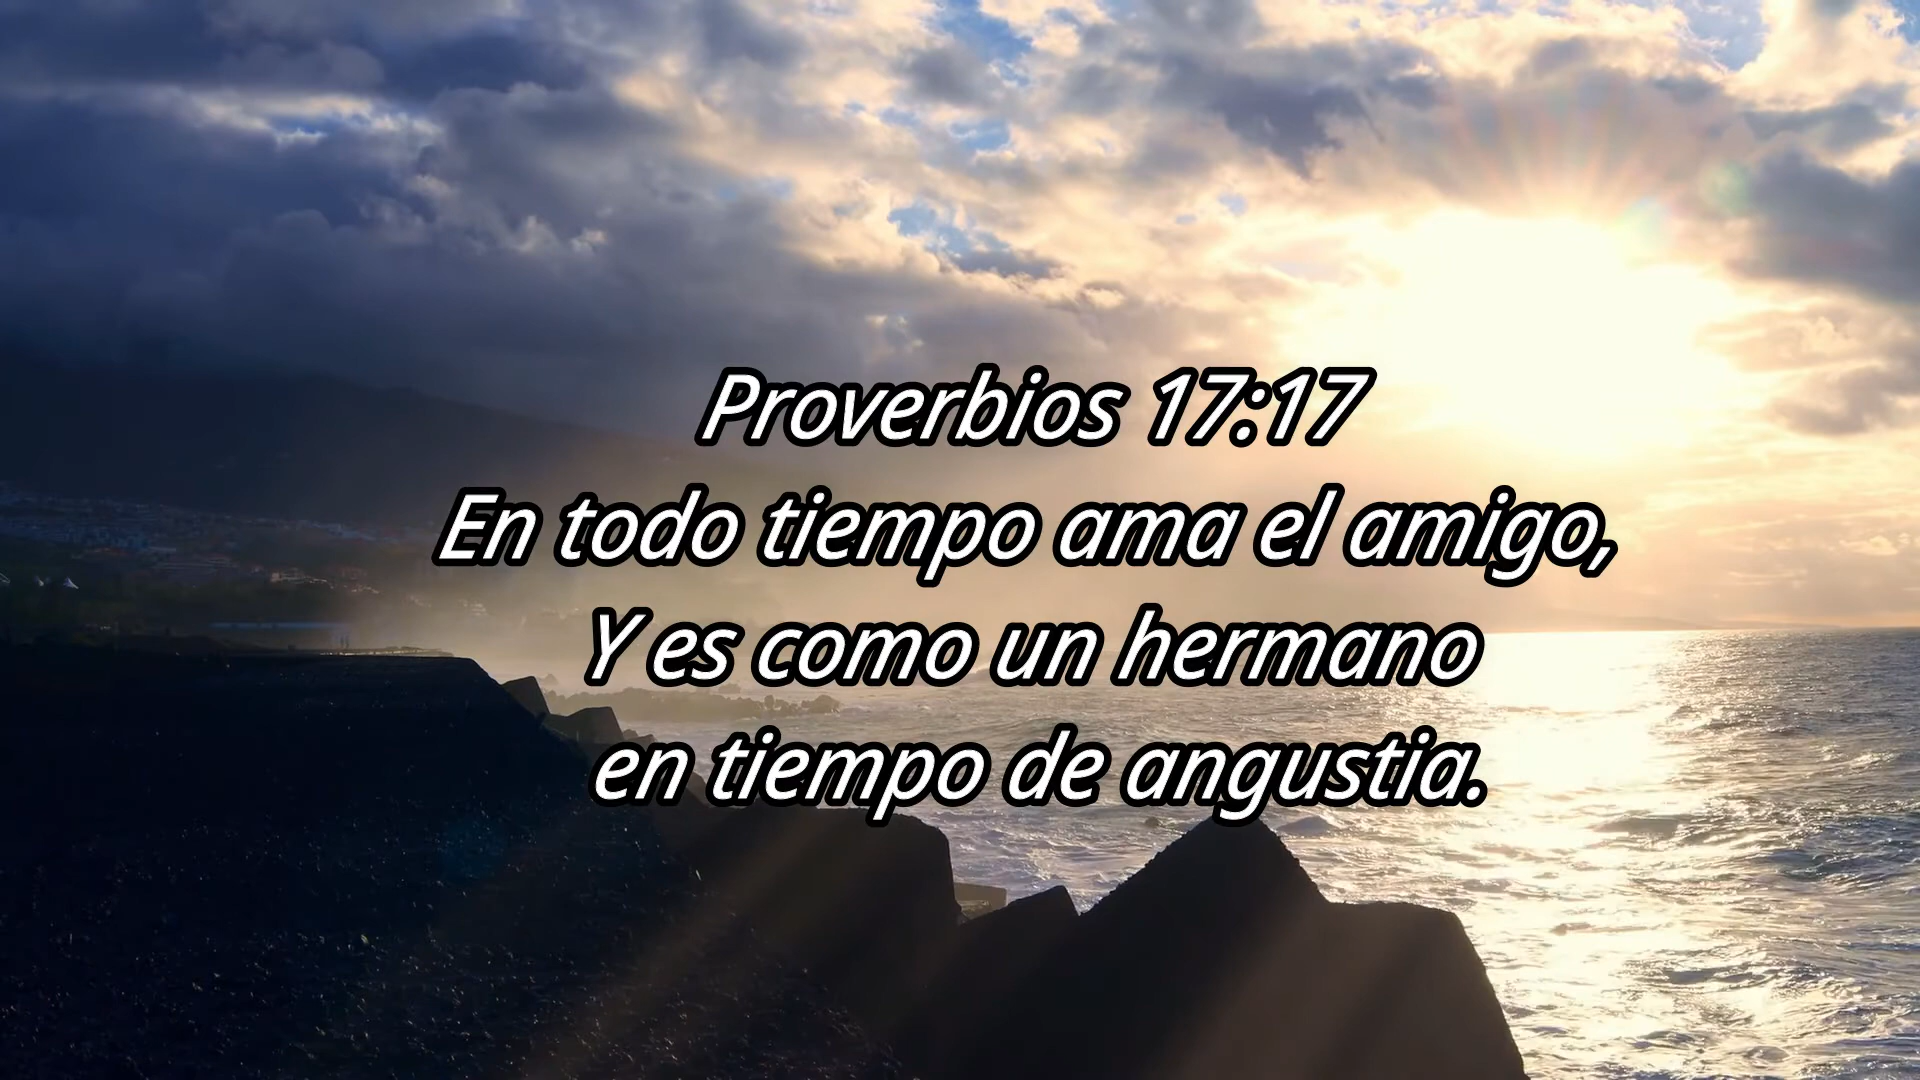 Proverbios 17:17
En todo tiempo ama el amigo,
Y es como un hermano
en tiempo de angustia.